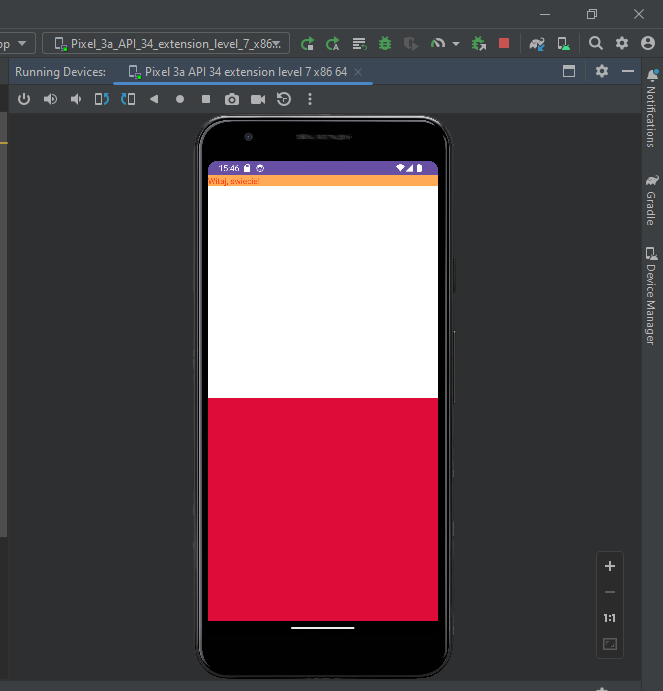 Pixel_3a_API_34_extension_level_7_x86...
Running Devices: Pixel 3a API 34 extension level 7 x86 64
15:46
Witaj, swiecie!
1:1
Notifications
Gradle
Device Manager